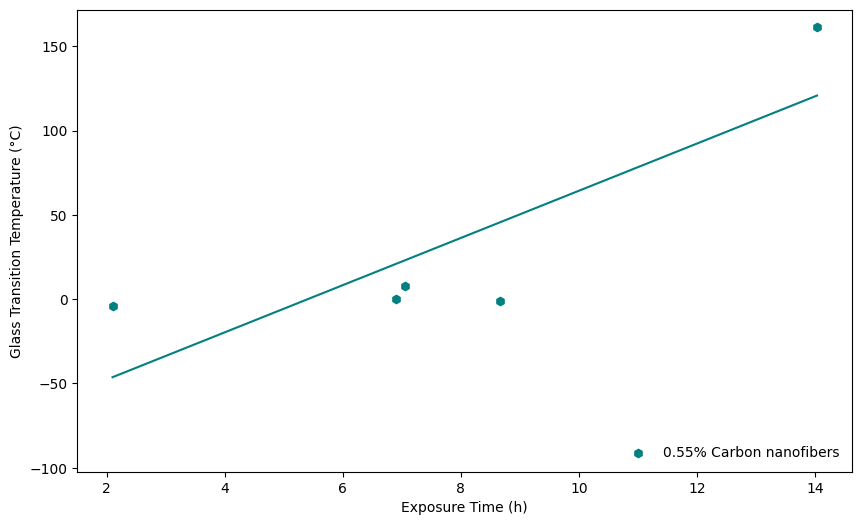 150
100
50
0
−50
−100
Glass Transition Temperature (°C)
2 4 6 8 10 12 14
Exposure Time (h)
0.55% Carbon nanofibers